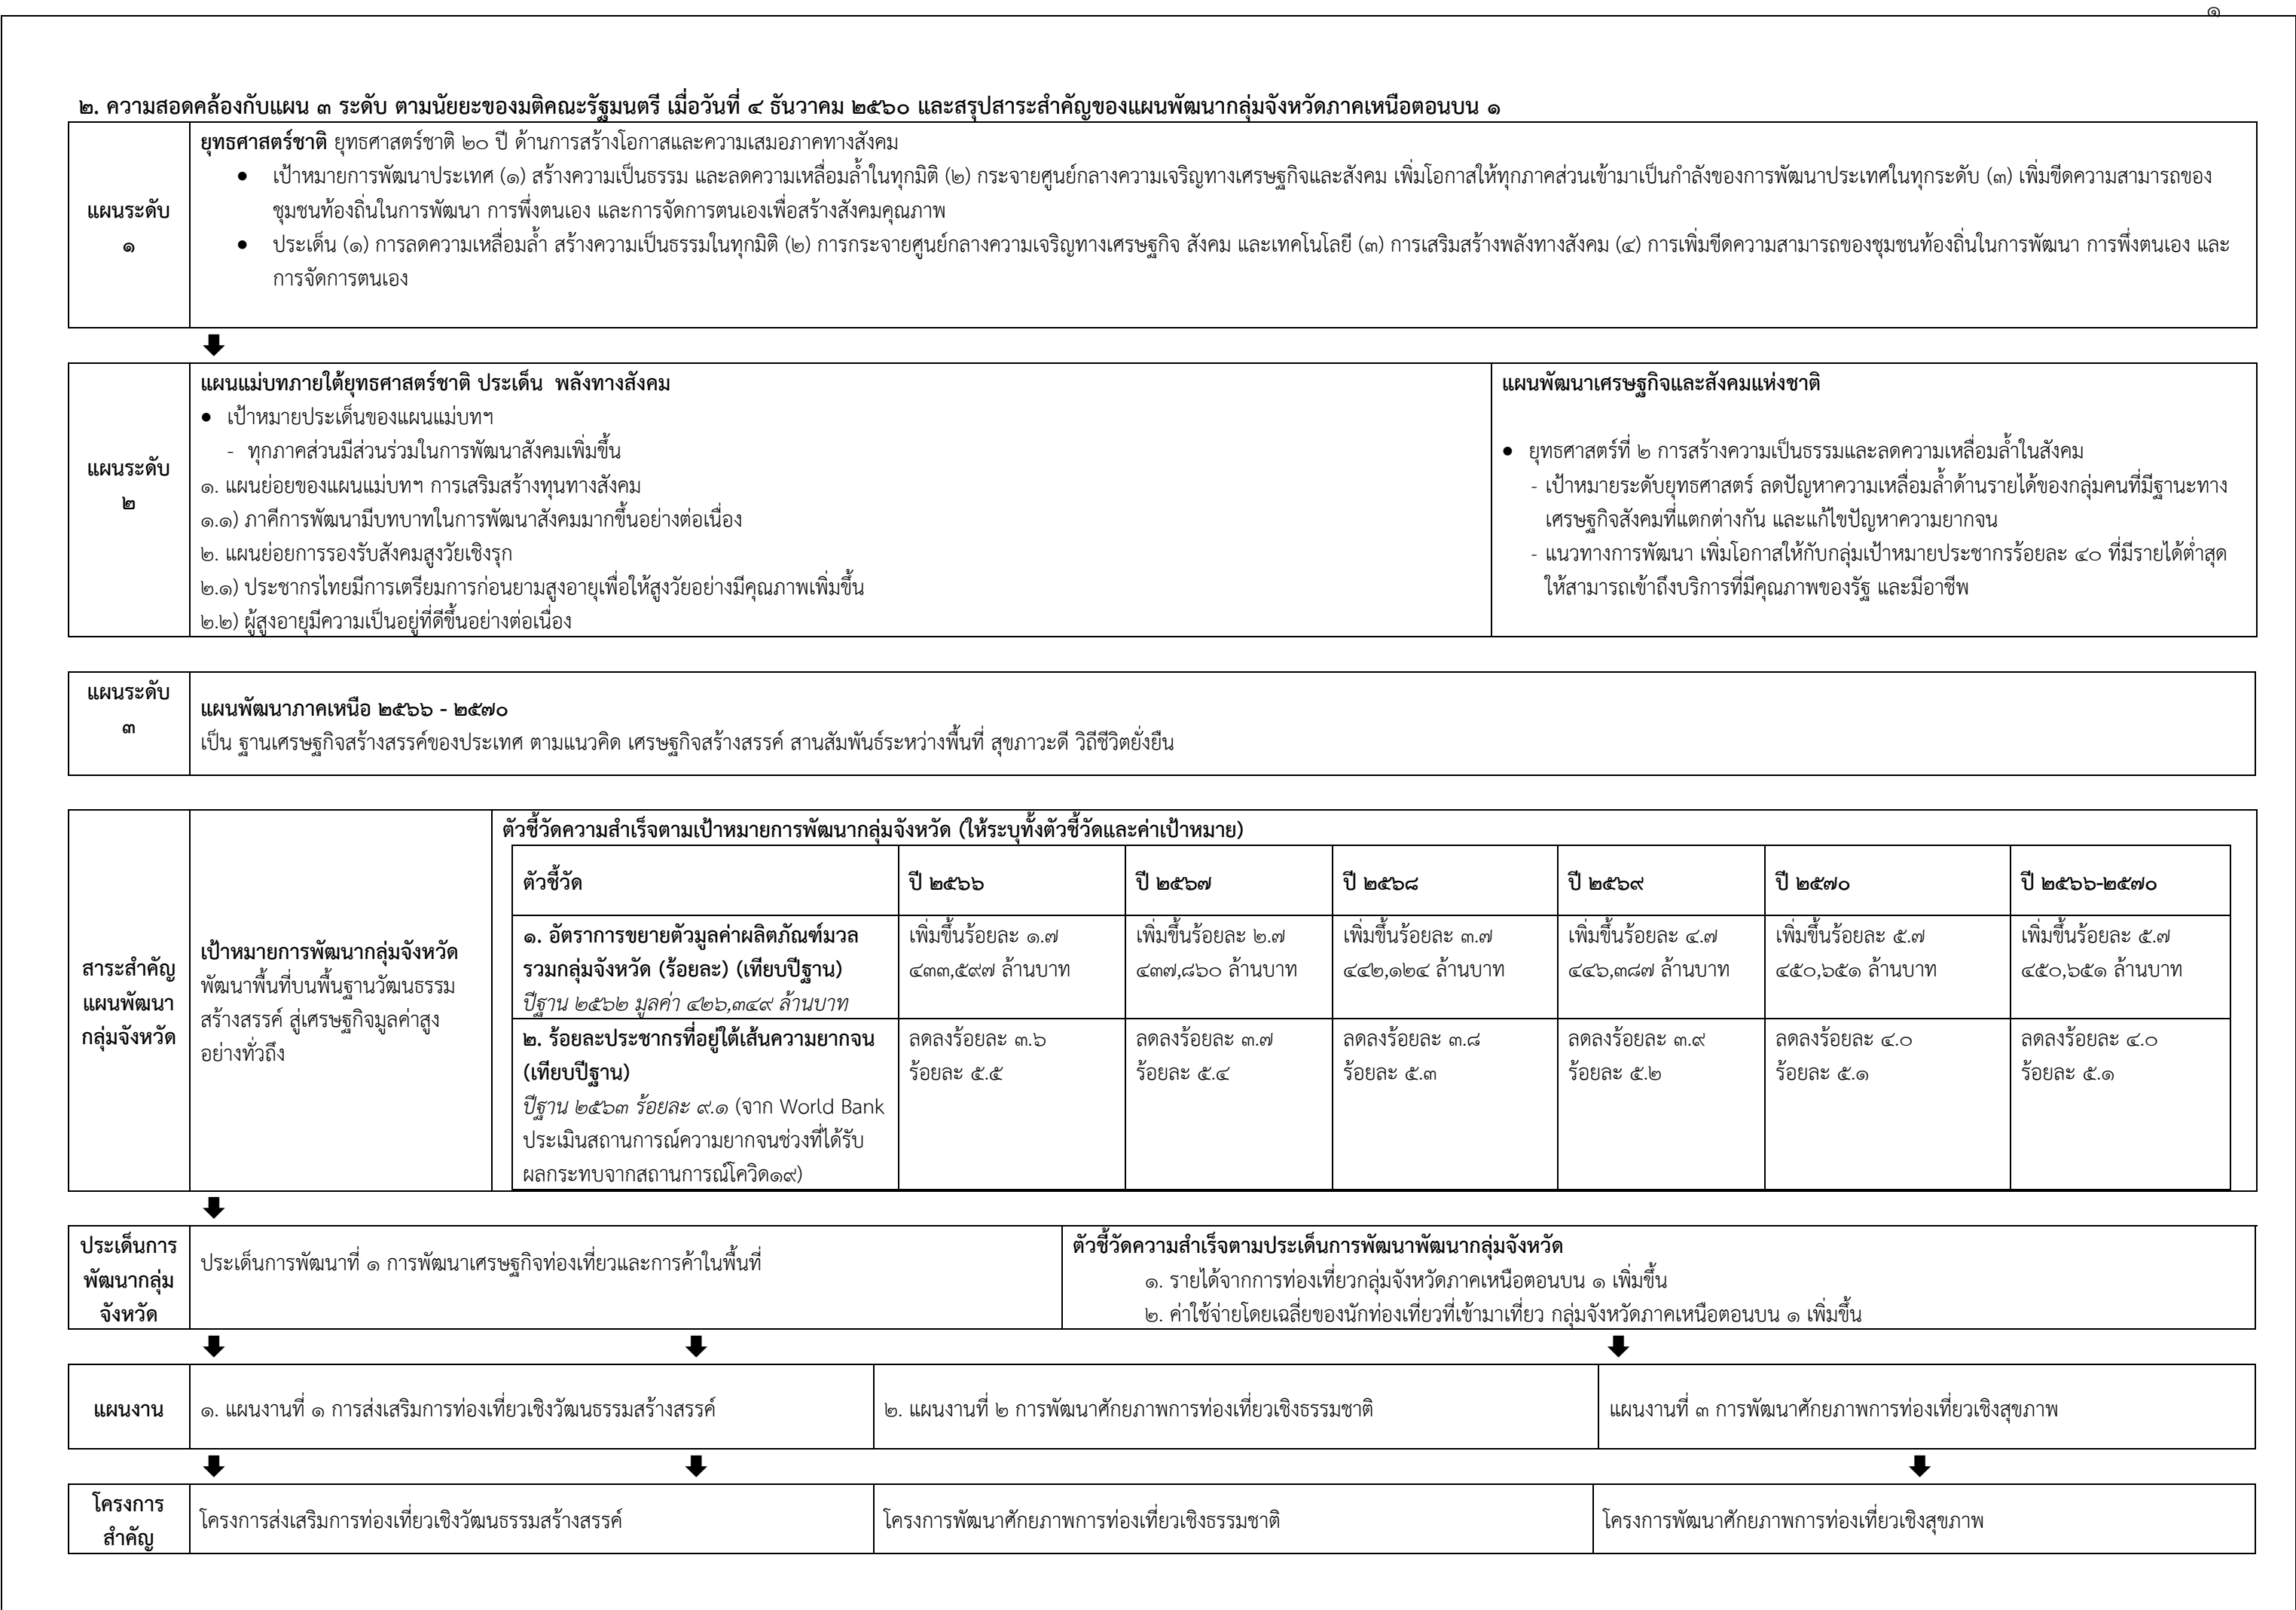 ๑
๒. ความสอดคล้องกับแผน ๓ ระดับ ตามนัยยะของมติคณะรัฐมนตรี เมื่อวันที่ ๔ ธันวาคม ๒๕๖๐ และสรุปสาระสำคัญของแผนพัฒนากลุ่มจังหวัดภาคเหนือตอนบน ๑
แผนระดับ
๑
ยุทธศาสตร์ชาติ ยุทธศาสตร์ชาติ ๒๐ ปี ด้านการสร้างโอกาสและความเสมอภาคทางสังคม
● เป้าหมายการพัฒนาประเทศ (๑) สร้างความเป็นธรรม และลดความเหลื่อมล้ำในทุกมิติ (๒) กระจายศูนย์กลางความเจริญทางเศรษฐกิจและสังคม เพิ่มโอกาสให้ทุกภาคส่วนเข้ามาเป็นกำลังของการพัฒนาประเทศในทุกระดับ (๓) เพิ่มขีดความสามารถของ
ชุมชนท้องถิ่นในการพัฒนา การพึ่งตนเอง และการจัดการตนเองเพื่อสร้างสังคมคุณภาพ
● ประเด็น (๑) การลดความเหลื่อมล้ำ สร้างความเป็นธรรมในทุกมิติ (๒) การกระจายศูนย์กลางความเจริญทางเศรษฐกิจ สังคม และเทคโนโลยี (๓) การเสริมสร้างพลังทางสังคม (๔) การเพิ่มขีดความสามารถของชุมชนท้องถิ่นในการพัฒนา การพึ่งตนเอง และ
การจัดการตนเอง
แผนระดับ
๒
แผนแม่บทภายใต้ยุทธศาสตร์ชาติ ประเด็น พลังทางสังคม
● เป้าหมายประเด็นของแผนแม่บทฯ
- ทุกภาคส่วนมีส่วนร่วมในการพัฒนาสังคมเพิ่มขึ้น
๑. แผนย่อยของแผนแม่บทฯ การเสริมสร้างทุนทางสังคม
๑.๑) ภาคีการพัฒนามีบทบาทในการพัฒนาสังคมมากขึ้นอย่างต่อเนื่อง
๒. แผนย่อยการรองรับสังคมสูงวัยเชิงรุก
๒.๑) ประชากรไทยมีการเตรียมการก่อนยามสูงอายุเพื่อให้สูงวัยอย่างมีคุณภาพเพิ่มขึ้น
๒.๒) ผู้สูงอายุมีความเป็นอยู่ที่ดีขึ้นอย่างต่อเนื่อง
แผนพัฒนาเศรษฐกิจและสังคมแห่งชาติ
● ยุทธศาสตร์ที่ ๒ การสร้างความเป็นธรรมและลดความเหลื่อมล้ำในสังคม
- เป้าหมายระดับยุทธศาสตร์ ลดปัญหาความเหลื่อมล้ำด้านรายได้ของกลุ่มคนที่มีฐานะทาง
เศรษฐกิจสังคมที่แตกต่างกัน และแก้ไขปัญหาความยากจน
- แนวทางการพัฒนา เพิ่มโอกาสให้กับกลุ่มเป้าหมายประชากรร้อยละ ๔๐ ที่มีรายได้ต่ำสุด
ให้สามารถเข้าถึงบริการที่มีคุณภาพของรัฐ และมีอาชีพ
แผนระดับ
๓
แผนพัฒนาภาคเหนือ ๒๕๖๖ - ๒๕๗๐
เป็น ฐานเศรษฐกิจสร้างสรรค์ของประเทศ ตามแนวคิด เศรษฐกิจสร้างสรรค์ สานสัมพันธ์ระหว่างพื้นที่ สุขภาวะดี วิถีชีวิตยั่งยืน
สาระสำคัญ
แผนพัฒนา
กลุ่มจังหวัด
เป้าหมายการพัฒนากลุ่มจังหวัด
พัฒนาพื้นที่บนพื้นฐานวัฒนธรรม
สร้างสรรค์ สู่เศรษฐกิจมูลค่าสูง
อย่างทั่วถึง
ตัวชี้วัดความสำเร็จตามเป้าหมายการพัฒนากลุ่มจังหวัด (ให้ระบุทั้งตัวชี้วัดและค่าเป้าหมาย)
ตัวชี้วัด ปี ๒๕๖๖ ปี ๒๕๖๗ ปี ๒๕๖๘ ปี ๒๕๖๙ ปี ๒๕๗๐ ปี ๒๕๖๖-๒๕๗๐
๑. อัตราการขยายตัวมูลค่าผลิตภัณฑ์มวล เพิ่มขึ้นร้อยละ ๑.๗ เพิ่มขึ้นร้อยละ ๒.๗ เพิ่มขึ้นร้อยละ ๓.๗ เพิ่มขึ้นร้อยละ ๔.๗ เพิ่มขึ้นร้อยละ ๕.๗ เพิ่มขึ้นร้อยละ ๕.๗
รวมกลุ่มจังหวัด (ร้อยละ) (เทียบปีฐาน) ๔๓๓,๕๙๗ ล้านบาท ๔๓๗,๘๖๐ ล้านบาท ๔๔๒,๑๒๔ ล้านบาท ๔๔๖,๓๘๗ ล้านบาท ๔๕๐,๖๕๑ ล้านบาท ๔๕๐,๖๕๑ ล้านบาท
ปีฐาน ๒๕๖๒ มูลค่า ๔๒๖,๓๔๙ ล้านบาท
๒. ร้อยละประชากรที่อยู่ใต้เส้นความยากจน ลดลงร้อยละ ๓.๖ ลดลงร้อยละ ๓.๗ ลดลงร้อยละ ๓.๘ ลดลงร้อยละ ๓.๙ ลดลงร้อยละ ๔.๐ ลดลงร้อยละ ๔.๐
(เทียบปีฐาน) ร้อยละ ๕.๕ ร้อยละ ๕.๔ ร้อยละ ๕.๓ ร้อยละ ๕.๒ ร้อยละ ๕.๑ ร้อยละ ๕.๑
ปีฐาน ๒๕๖๓ ร้อยละ ๙.๑ (จาก World Bank
ประเมินสถานการณ์ความยากจนช่วงที่ได้รับ
ผลกระทบจากสถานการณ์โควิด๑๙)
ประเด็นการ
พัฒนากลุ่ม
จังหวัด
ประเด็นการพัฒนาที่ ๑ การพัฒนาเศรษฐกิจท่องเที่ยวและการค้าในพื้นที่
ตัวชี้วัดความสำเร็จตามประเด็นการพัฒนาพัฒนากลุ่มจังหวัด
๑. รายได้จากการท่องเที่ยวกลุ่มจังหวัดภาคเหนือตอนบน ๑ เพิ่มขึ้น
๒. ค่าใช้จ่ายโดยเฉลี่ยของนักท่องเที่ยวที่เข้ามาเที่ยว กลุ่มจังหวัดภาคเหนือตอนบน ๑ เพิ่มขึ้น
แผนงาน
๑. แผนงานที่ ๑ การส่งเสริมการท่องเที่ยวเชิงวัฒนธรรมสร้างสรรค์
๒. แผนงานที่ ๒ การพัฒนาศักยภาพการท่องเที่ยวเชิงธรรมชาติ
แผนงานที่ ๓ การพัฒนาศักยภาพการท่องเที่ยวเชิงสุขภาพ
โครงการ
สำคัญ
โครงการส่งเสริมการท่องเที่ยวเชิงวัฒนธรรมสร้างสรรค์
โครงการพัฒนาศักยภาพการท่องเที่ยวเชิงธรรมชาติ
โครงการพัฒนาศักยภาพการท่องเที่ยวเชิงสุขภาพ